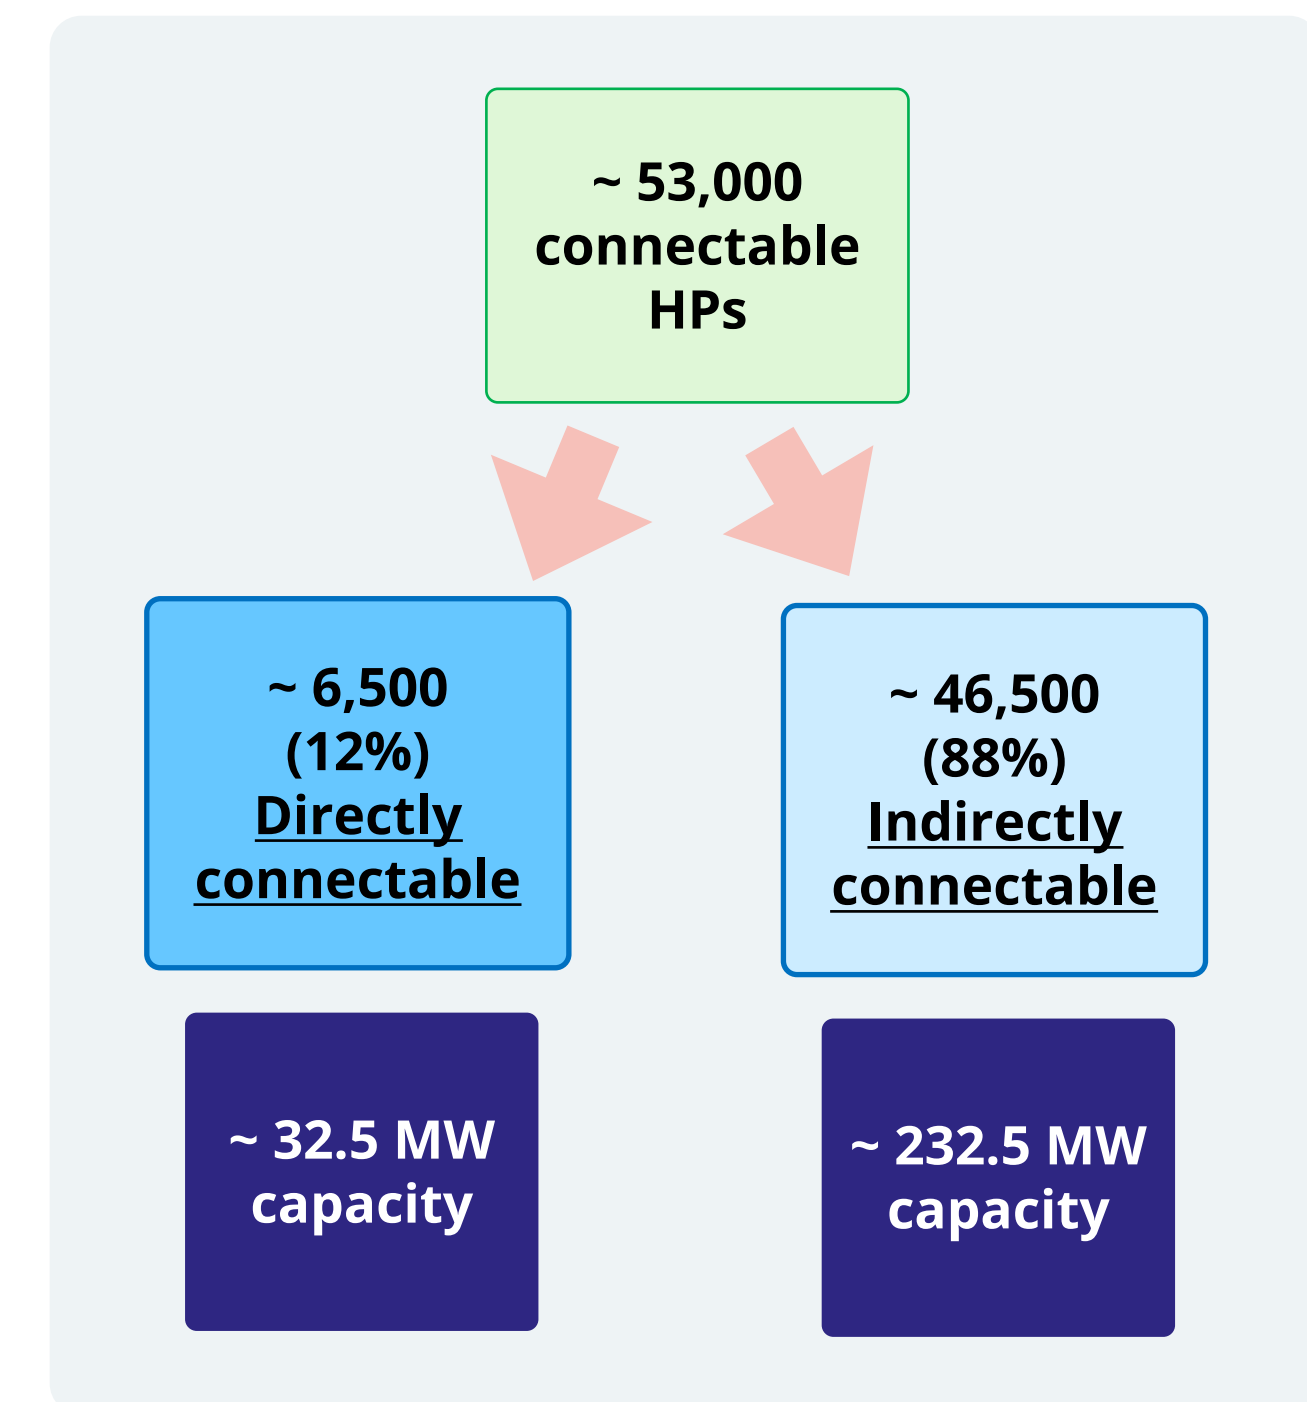 ~ 53,000
connectable
HPs
~ 6,500
(12%)
Directly
connectable
~ 46,500
(88%)
Indirectly
connectable
~ 32.5 MW
capacity
~ 232.5 MW
capacity